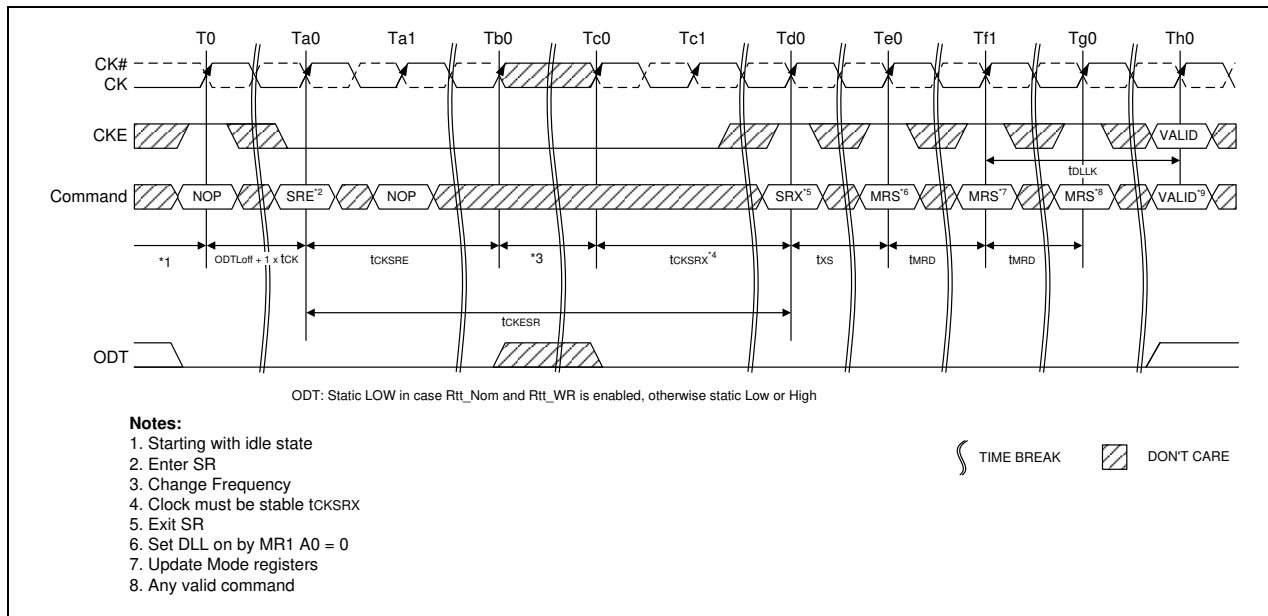 T0 Ta0 Ta1 Tb0 Tc0 Tc1 Td0 Te0 Tf1 Tg0 Th0
CK#
CK
CKE
VALID
tDLLK
Command
NOP SRE*2 NOP SRX*5 MRS*6 MRS*7 MRS*8 VALID*9
*1 ODTLoff + 1 x tCK tCKSRE *3 tCKSRX*4 tXS tMRD tMRD
tCKESR
ODT
ODT: Static LOW in case Rtt_Nom and Rtt_WR is enabled, otherwise static Low or High
Notes:
1. Starting with idle state
2. Enter SR
3. Change Frequency
4. Clock must be stable tCKSRX
5. Exit SR
6. Set DLL on by MR1 A0 = 0
7. Update Mode registers
8. Any valid command
TIME BREAK
DON'T CARE